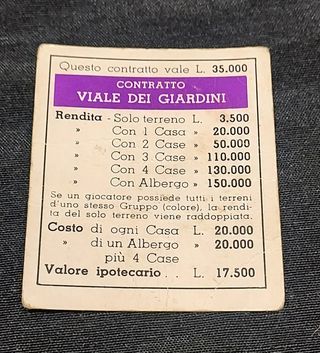 Questo contratto vale L. 35.000
CONTRATTO
VIALE DEI GIARDINI
Rendita - Solo terreno L. 3.500
» Con 1 Casa » 20.000
» Con 2 Case » 50.000
» Con 3 Case » 110.000
» Con 4 Case » 130.000
» Con Albergo » 150.000
Se un giocatore possiede tutti i terreni
d'uno stesso Gruppo (colore), la rendi-
ta del solo terreno viene raddoppiata.
Costo di ogni Casa L. 20.000
» di un Albergo » 20.000
più 4 Case
Valore ipotecario . . L. 17.500